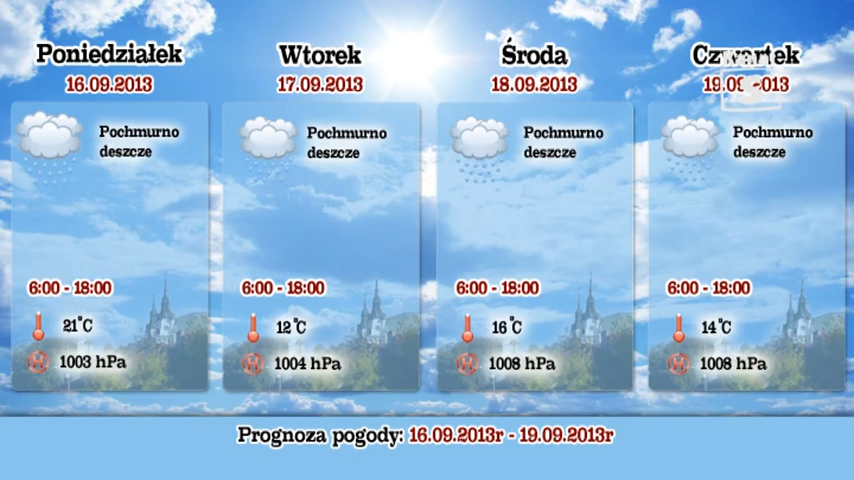 Poniedziałek
16.09.2013
Pochmurno
deszcze
6:00 - 18:00
21°C
1003 hPa
Wtorek
17.09.2013
Pochmurno
deszcze
6:00 - 18:00
12°C
1004 hPa
Środa
18.09.2013
Pochmurno
deszcze
6:00 - 18:00
16°C
1008 hPa
Czwartek
19.09.2013
Pochmurno
deszcze
6:00 - 18:00
14°C
1008 hPa
Prognoza pogody: 16.09.2013r - 19.09.2013r